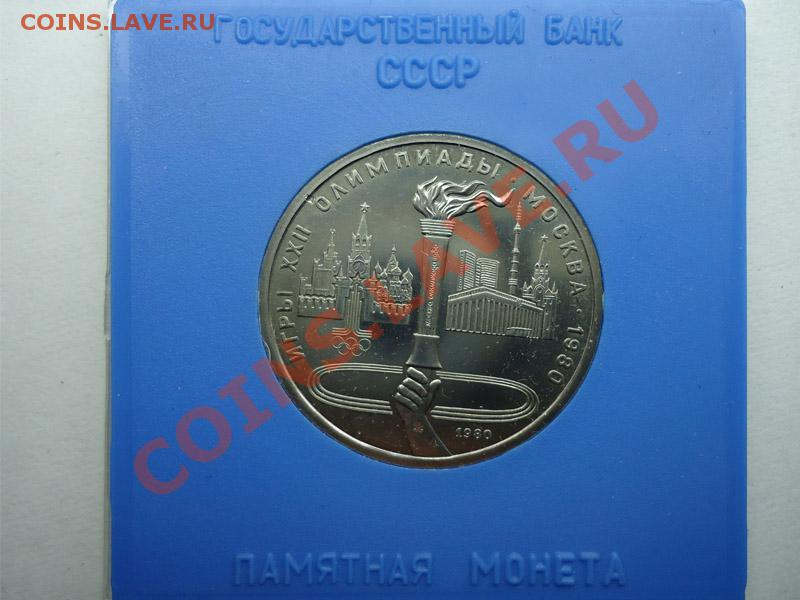 COINS.LAVE.RU
ГОСУДАРСТВЕННЫЙ БАНК
СССР
ИГРЫ XXII ОЛИМПИАДЫ · МОСКВА · 1980
1980
COINS.LAVE.RU
ПАМЯТНАЯ МОНЕТА